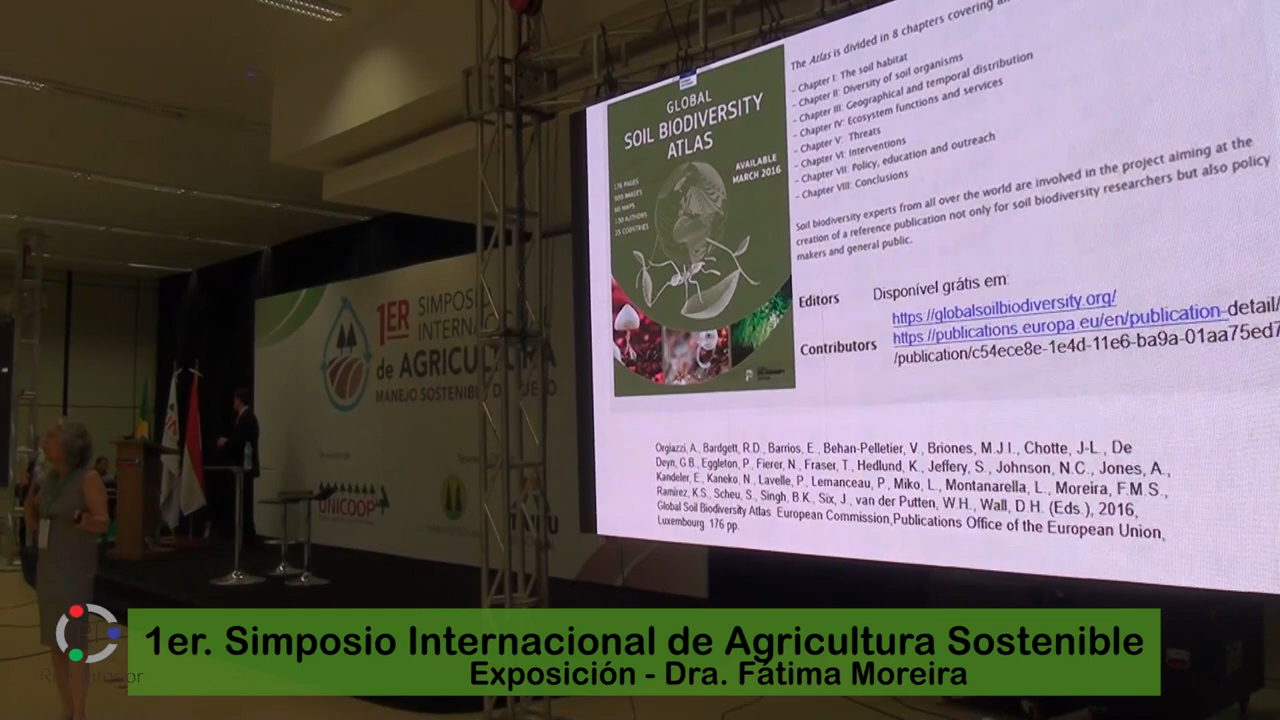 The Atlas is divided in 8 chapters covering
- Chapter I: The soil habitat
- Chapter II: Diversity of soil organisms
- Chapter III: Geographical and temporal distribution
- Chapter IV: Ecosystem functions and services
- Chapter V: Threats
- Chapter VI: Interventions
- Chapter VII: Policy, education and outreach
- Chapter VIII: Conclusions
Soil biodiversity experts from all over the world are involved in the project aiming at the
creation of a reference publication not only for soil biodiversity researchers but also policy
makers and general public.
GLOBAL
SOIL BIODIVERSITY
ATLAS
AVAILABLE
MARCH 2016
176 PAGES
Editors
Disponível grátis em:
https://globalsoilbiodiversity.org/
https://publications.europa.eu/en/publication-detail/
Contributors
/publication/c54ece8e-1e4d-11e6-ba9a-01aa75ed7
Orgiazzi, A., Bardgett, R.D., Barrios, E., Behan-Pelletier, V., Briones, M.J.I., Chotte, J-L., De
Deyn, G.B., Eggleton, P., Fierer, N., Fraser, T., Hedlund, K., Jeffery, S., Johnson, N.C., Jones, A.,
Kandeler, E., Kaneko, N., Lavelle, P., Lemanceau, P., Miko, L., Montanarella, L., Moreira, F.M.S.,
Ramirez, K.S., Scheu, S., Singh, B.K., Six, J., van der Putten, W.H., Wall, D.H. (Eds.), 2016,
Global Soil Biodiversity Atlas. European Commission,Publications Office of the European Union,
Luxembourg. 176 pp.
1ER SIMPOSI
INTERNA
de AGRICULTURA
MANEJO SOSTENIBLE DE SUELO
UNICOOP
1er. Simposio Internacional de Agricultura Sostenible
Exposición - Dra. Fátima Moreira